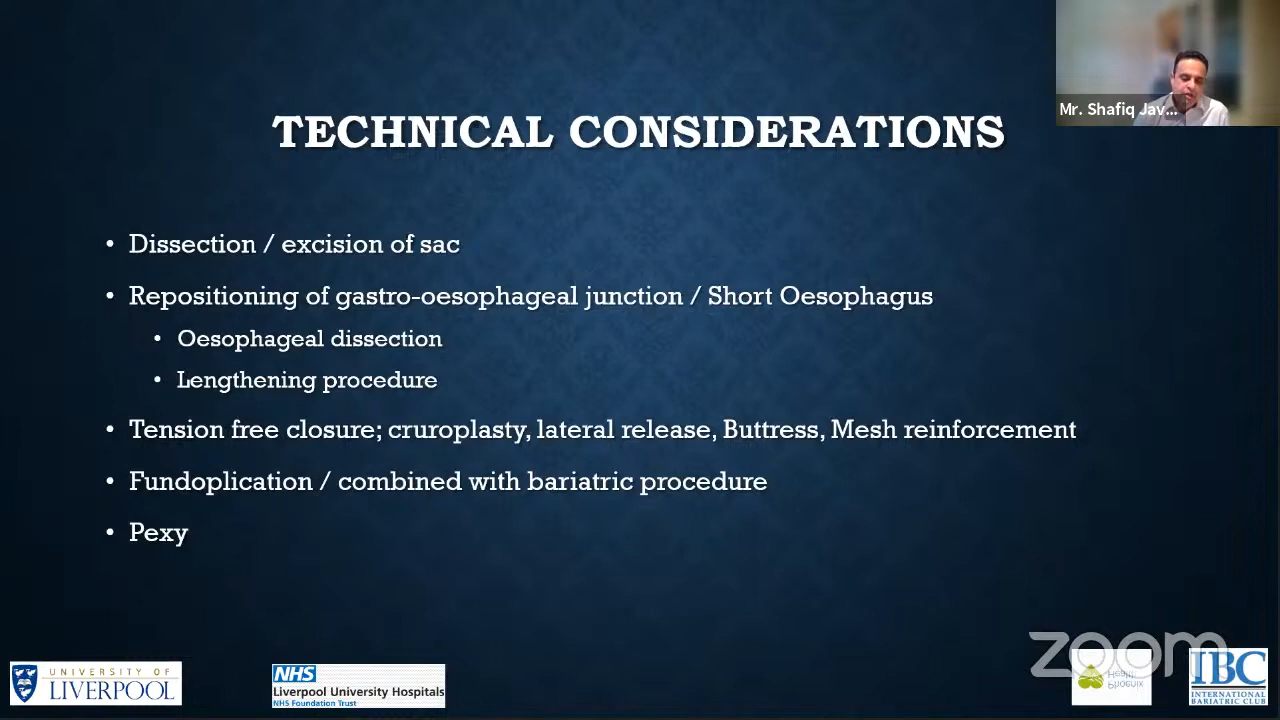 Mr. Shafiq Jav...
TECHNICAL CONSIDERATIONS
• Dissection / excision of sac
• Repositioning of gastro-oesophageal junction / Short Oesophagus
• Oesophageal dissection
• Lengthening procedure
• Tension free closure; cruroplasty, lateral release, Buttress, Mesh reinforcement
• Fundoplication / combined with bariatric procedure
• Pexy
UNIVERSITY OF
LIVERPOOL
NHS
Liverpool University Hospitals
NHS Foundation Trust
zoom
Health
Phoenix
IBC
INTERNATIONAL
BARIATRIC CLUB